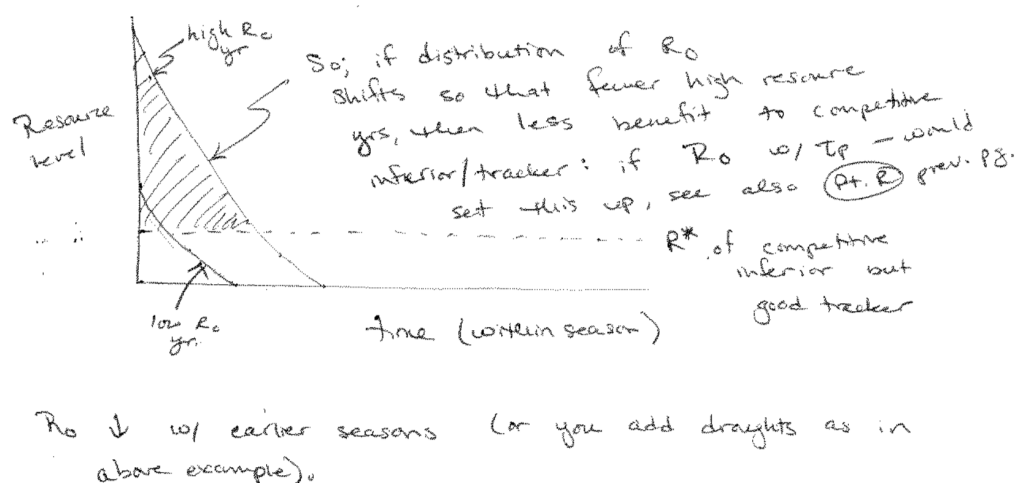 high R₀
yr
Resource
level
So; if distribution of R₀
shifts so that fewer high resource
yrs, then less benefit to competitive
inferior/tracker: if R₀ w/ τp – would
set this up, see also pt. R prev. pg.
R* of competitive
inferior but
good tracker
low R₀
yr.
time (within season)
R₀ ↓ w/ earlier seasons (or you add draughts as in
above example).